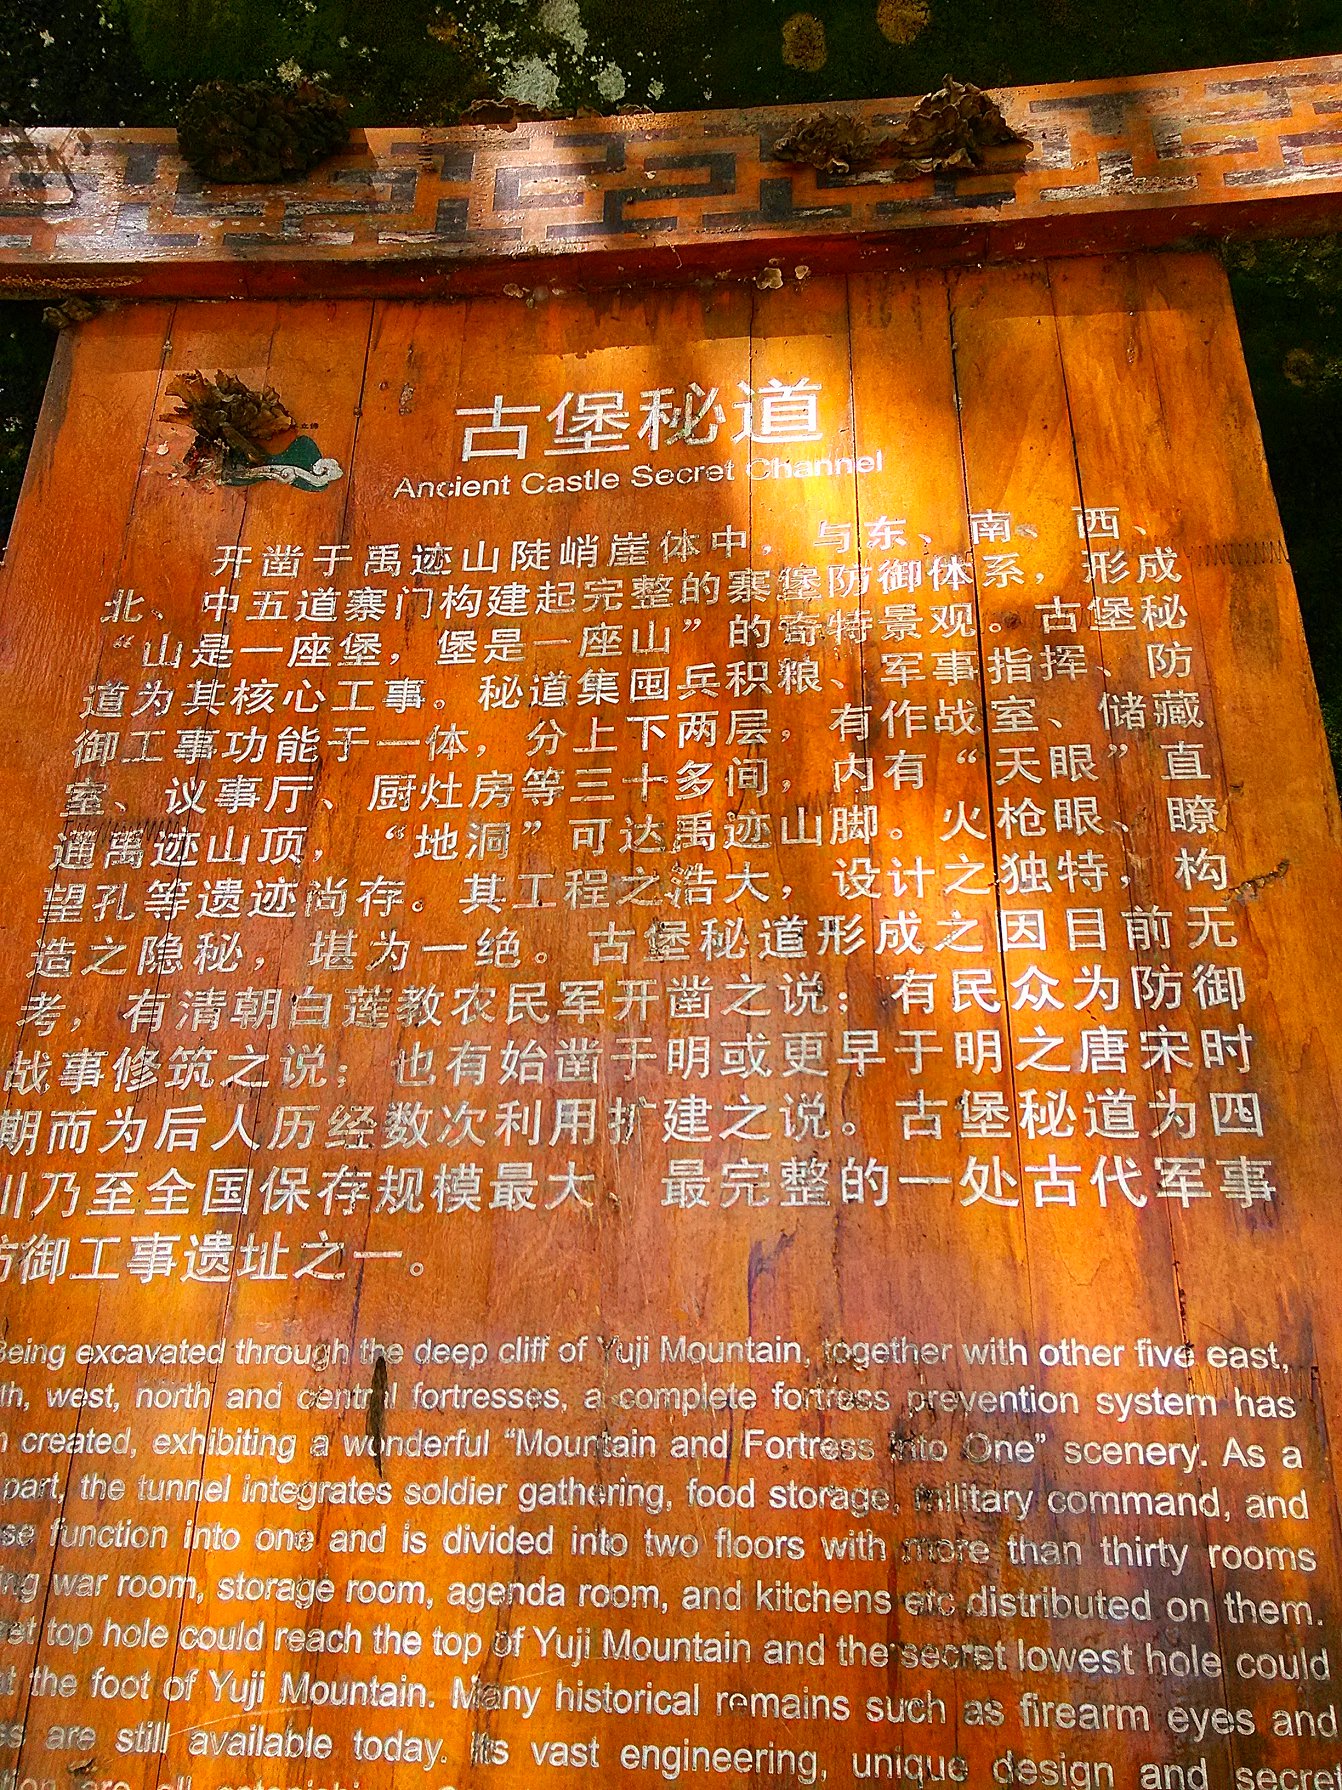 古堡秘道
Ancient Castle Secret Channel
开凿于禹迹山陡峭崖体中，与东、南、西、
北、中五道寨门构建起完整的寨堡防御体系，形成
“山是一座堡，堡是一座山”的奇特景观。古堡秘
道为其核心工事。秘道集囤兵积粮、军事指挥、防
御工事功能于一体，分上下两层，有作战室、储藏
室、议事厅、厨灶房等三十多间，内有“天眼”直
通禹迹山顶，“地洞”可达禹迹山脚。火枪眼、瞭
望孔等遗迹尚存。其工程之浩大，设计之独特，构
造之隐秘，堪为一绝。古堡秘道形成之因目前无
考，有清朝白莲教农民军开凿之说；有民众为防御
战事修筑之说；也有始凿于明或更早于明之唐宋时
期而为后人历经数次利用扩建之说。古堡秘道为四
川乃至全国保存规模最大 最完整的一处古代军事
防御工事遗址之一。
Being excavated through the deep cliff of Yuji Mountain, together with other five east,
th, west, north and central fortresses, a complete fortress prevention system has
created, exhibiting a wonderful “Mountain and Fortress into One” scenery. As a
part, the tunnel integrates soldier gathering, food storage, military command, and
se function into one and is divided into two floors with more than thirty rooms
ing war room, storage room, agenda room, and kitchens etc distributed on them.
et top hole could reach the top of Yuji Mountain and the secret lowest hole could
t the foot of Yuji Mountain. Many historical remains such as firearm eyes and
s are still available today. Its vast engineering, unique design and secret